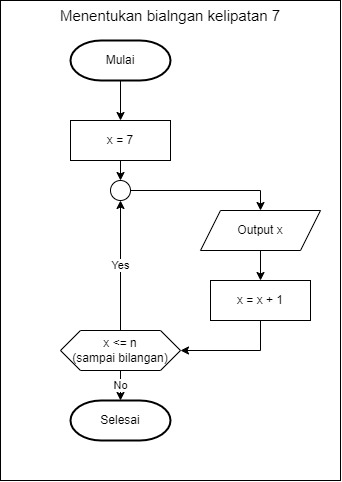 Menentukan bialngan kelipatan 7
Mulai
x = 7
Output x
x = x + 1
x <= n
(sampai bilangan)
Yes
No
Selesai